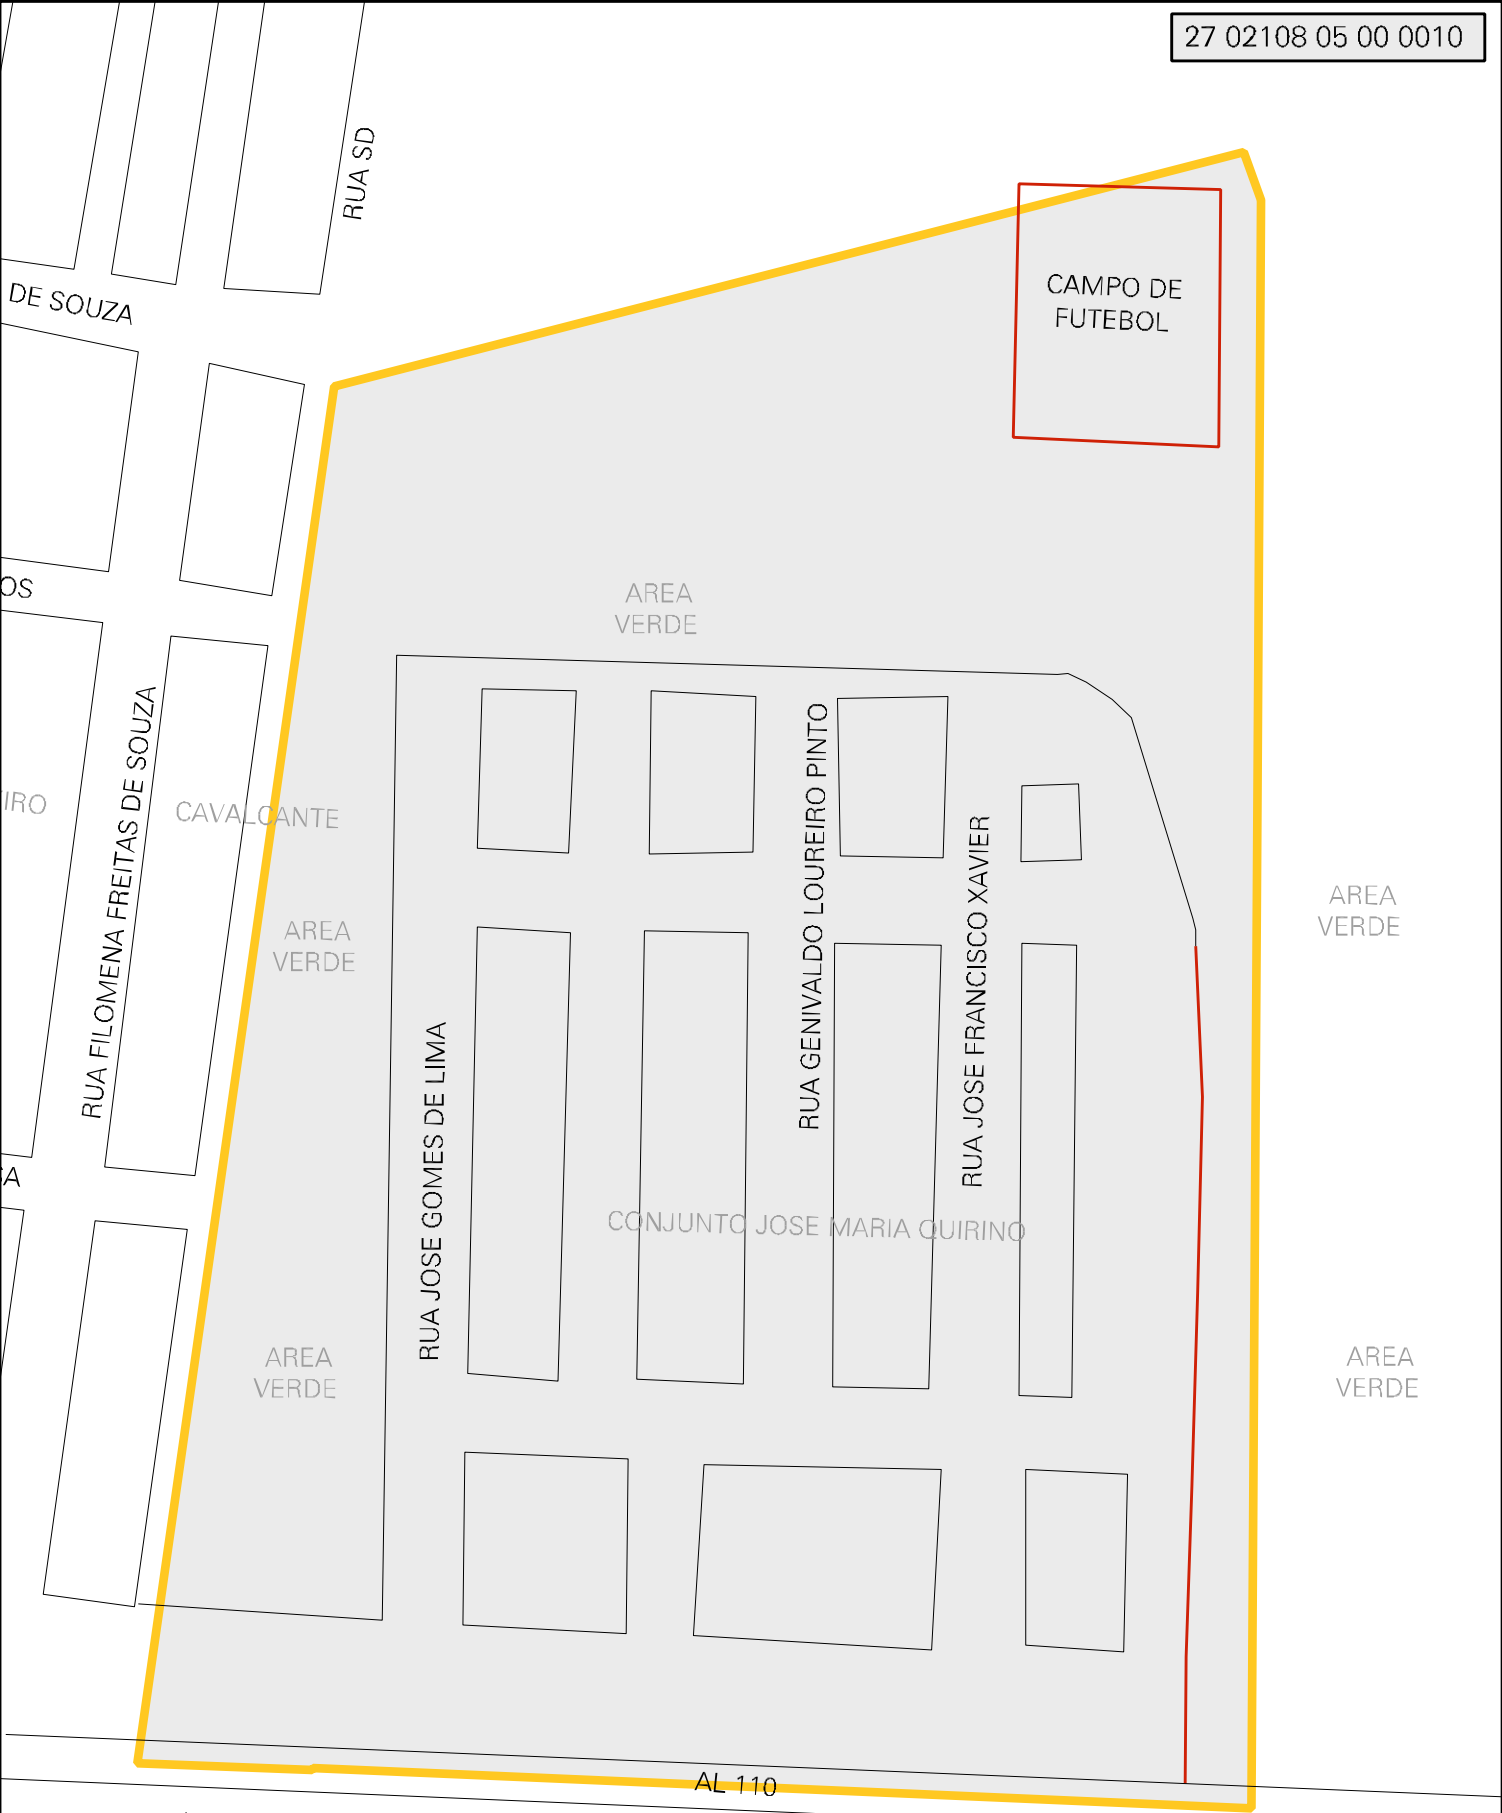 27 02108 05 00 0010
RUA SD
DE SOUZA
CAMPO DE
FUTEBOL
OS
AREA
VERDE
RUA FILOMENA FREITAS DE SOUZA
IRO
CAVALCANTE
RUA GENIVALDO LOUREIRO PINTO
RUA JOSE FRANCISCO XAVIER
AREA
VERDE
AREA
VERDE
RUA JOSE GOMES DE LIMA
SA
CONJUNTO JOSE MARIA QUIRINO
AREA
VERDE
AREA
VERDE
AL 110